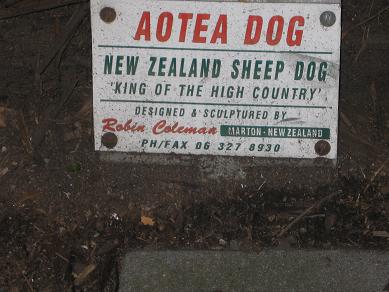 AOTEA DOG
NEW ZEALAND SHEEP DOG
'KING OF THE HIGH COUNTRY'
DESIGNED & SCULPTURED BY
Robin Coleman MARTON · NEW ZEALAND
PH/FAX 06 327 8930